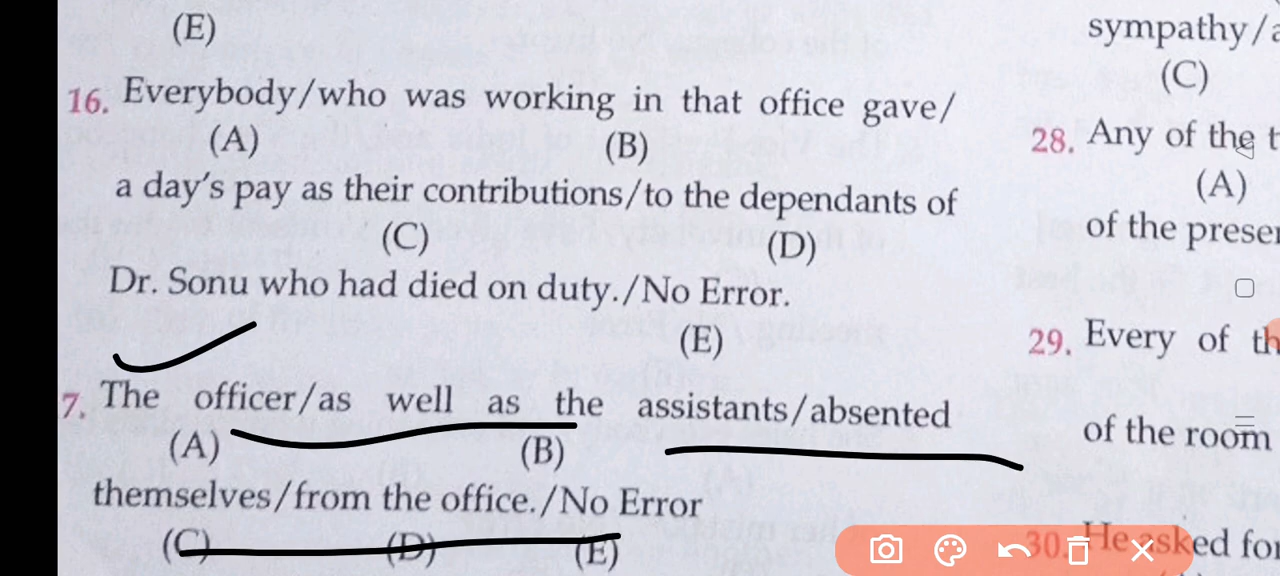 (E)
16. Everybody/who was working in that office gave/
(A) (B)
a day's pay as their contributions/to the dependants of
(C) (D)
Dr. Sonu who had died on duty./No Error.
(E)
7. The officer/as well as the assistants/absented
(A) (B)
themselves/from the office./No Error
(C) (D) (E)
sympathy/
(C)
28. Any of the
(A)
of the
29. Every of
of the room
30. He asked for